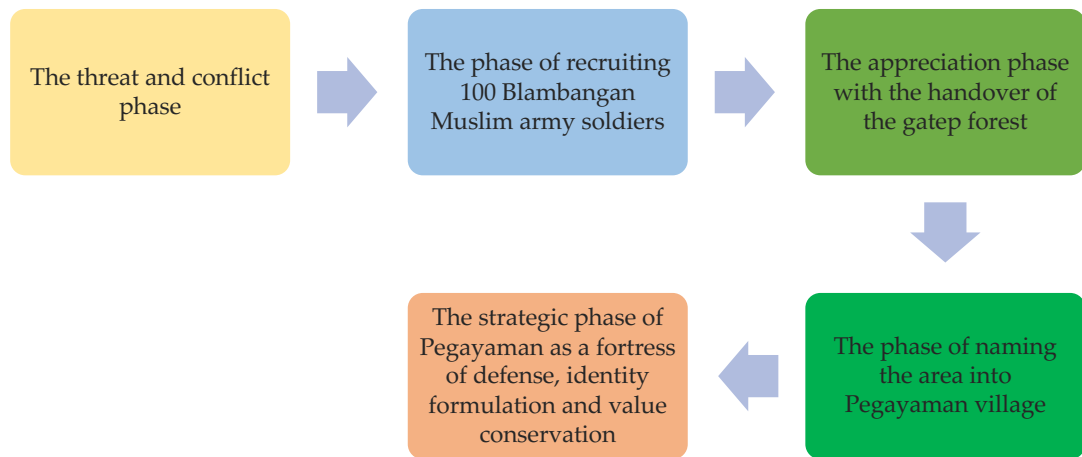 The threat and conflict
phase
The phase of recruiting
100 Blambangan
Muslim army soldiers
The appreciation phase
with the handover of
the gatep forest
The phase of naming
the area into
Pegayaman village
The strategic phase of
Pegayaman as a fortress
of defense, identity
formulation and value
conservation